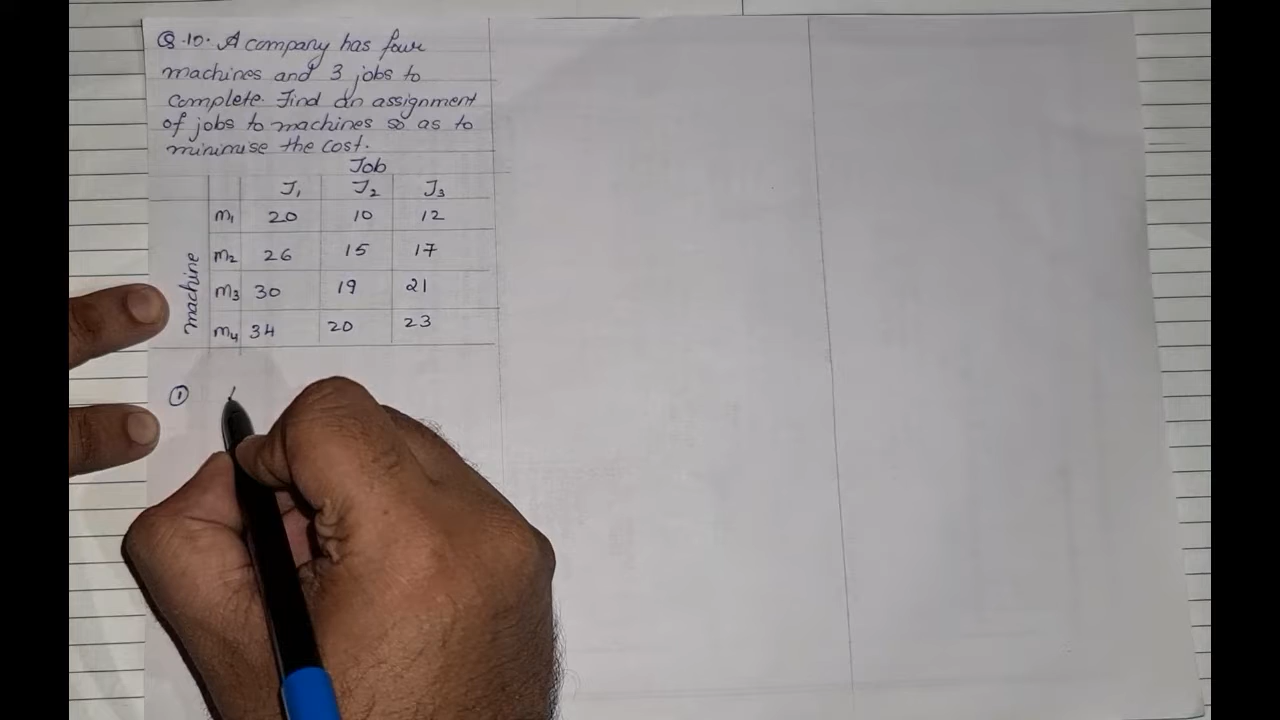 Q.10. A company has four
machines and 3 jobs to
complete. Find an assignment
of jobs to machines so as to
minimise the cost.
Job
J1 J2 J3
machine
m1 20 10 12
m2 26 15 17
m3 30 19 21
m4 34 20 23
①